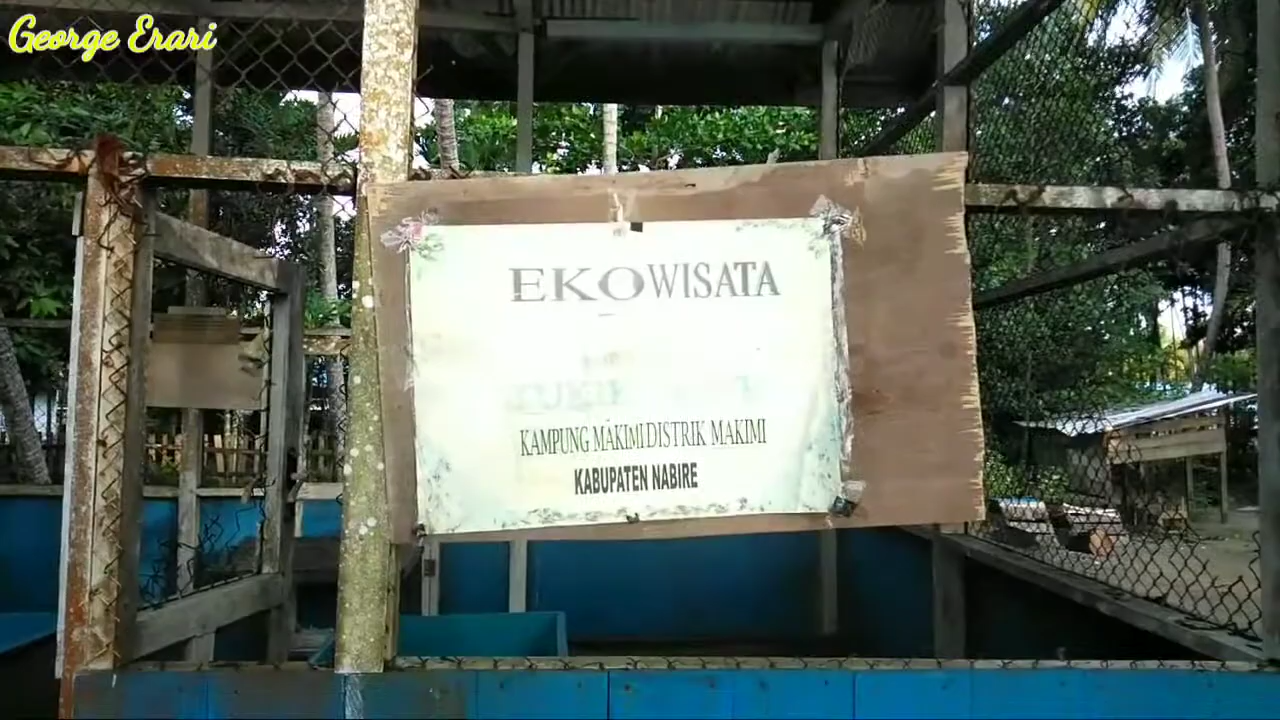 George Erari
EKOWISATA
KAMPUNG MAKIMI DISTRIK MAKIMI
KABUPATEN NABIRE